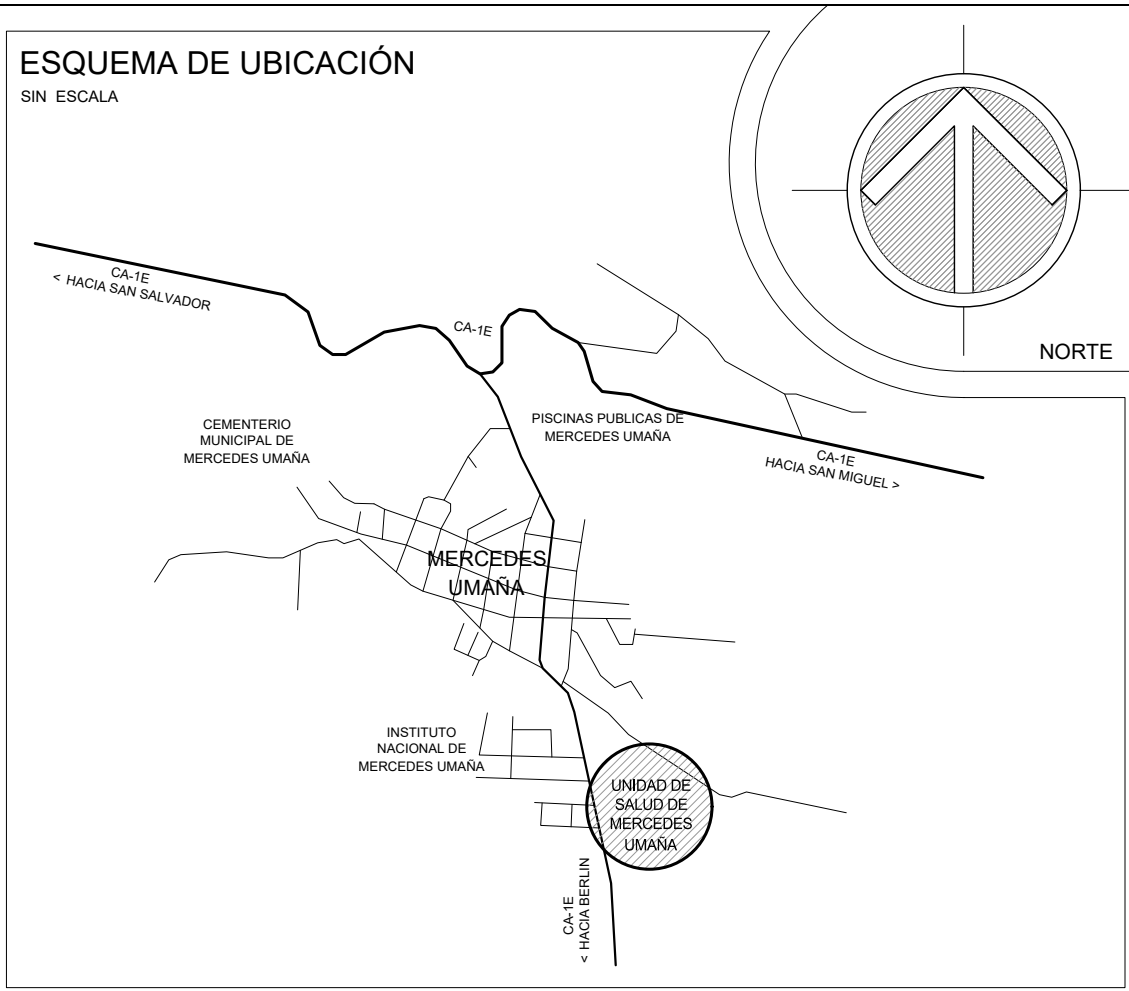 ESQUEMA DE UBICACIÓN
SIN ESCALA
NORTE
CA-1E
< HACIA SAN SALVADOR
CA-1E
CEMENTERIO
MUNICIPAL DE
MERCEDES UMAÑA
PISCINAS PUBLICAS DE
MERCEDES UMAÑA
CA-1E
HACIA SAN MIGUEL >
MERCEDES
UMAÑA
INSTITUTO
NACIONAL DE
MERCEDES UMAÑA
UNIDAD DE
SALUD DE
MERCEDES
UMAÑA
CA-1E
< HACIA BERLIN